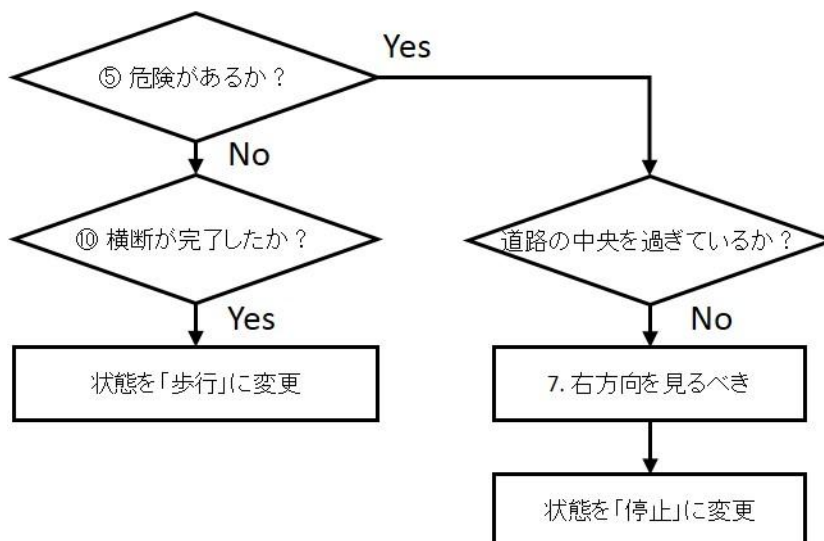 Yes
⑤ 危険があるか？
No
⑩ 横断が完了したか？
道路の中央を過ぎているか？
Yes
No
状態を「歩行」に変更
7. 右方向を見るべき
状態を「停止」に変更